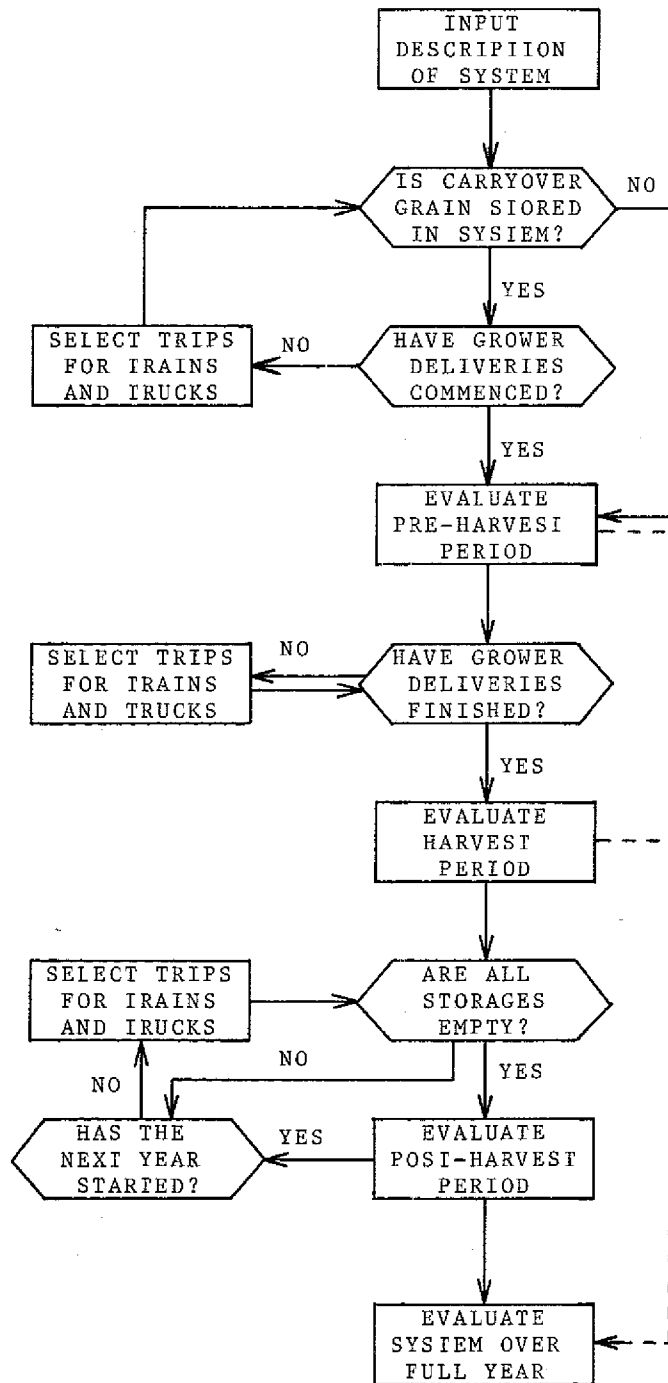 INPUT
DESCRIPIION
OF SYSTEM
IS CARRYOVER
GRAIN SIORED
IN SYSIEM?
NO
YES
SELECT TRIPS
FOR IRAINS
AND IRUCKS
NO
HAVE GROWER
DELIVERIES
COMMENCED?
YES
EVALUATE
PRE-HARVESI
PERIOD
SELECT TRIPS
FOR IRAINS
AND TRUCKS
NO
HAVE GROWER
DELIVERIES
FINISHED?
YES
EVALUATE
HARVEST
PERIOD
SELECT TRIPS
FOR IRAINS
AND IRUCKS
ARE ALL
STORAGES
EMPTY?
NO
NO
YES
HAS THE
NEXT YEAR
STARTED?
YES
EVALUATE
POSI-HARVEST
PERIOD
EVALUATE
SYSTEM OVER
FULL YEAR